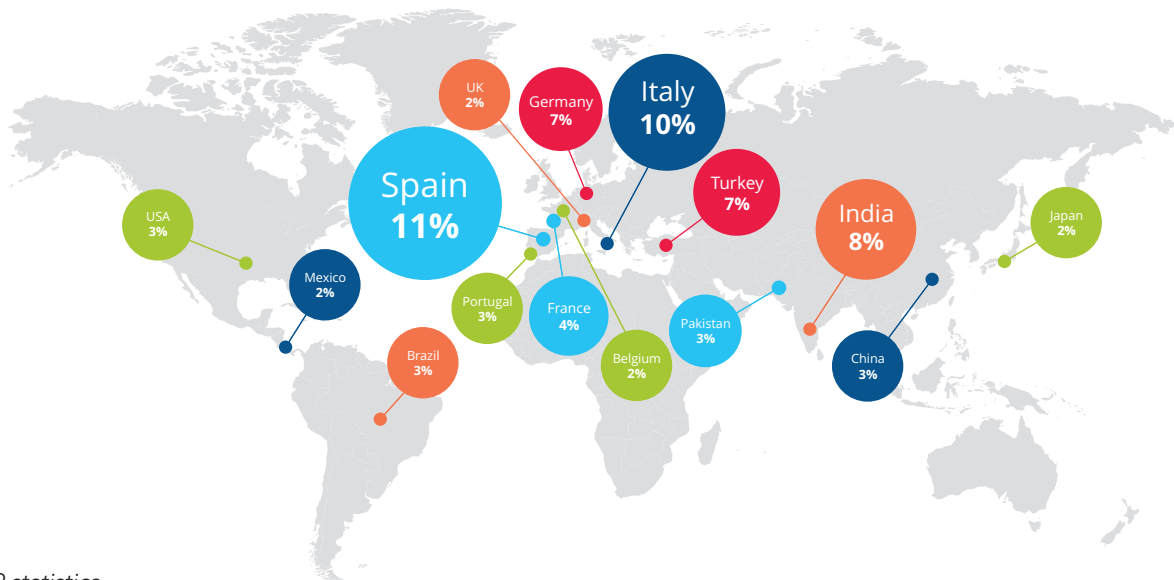 UK
2%
Germany
7%
Italy
10%
Spain
11%
Turkey
7%
USA
3%
India
8%
Japan
2%
Mexico
2%
Portugal
3%
France
4%
Pakistan
3%
Brazil
3%
Belgium
2%
China
3%
statistics